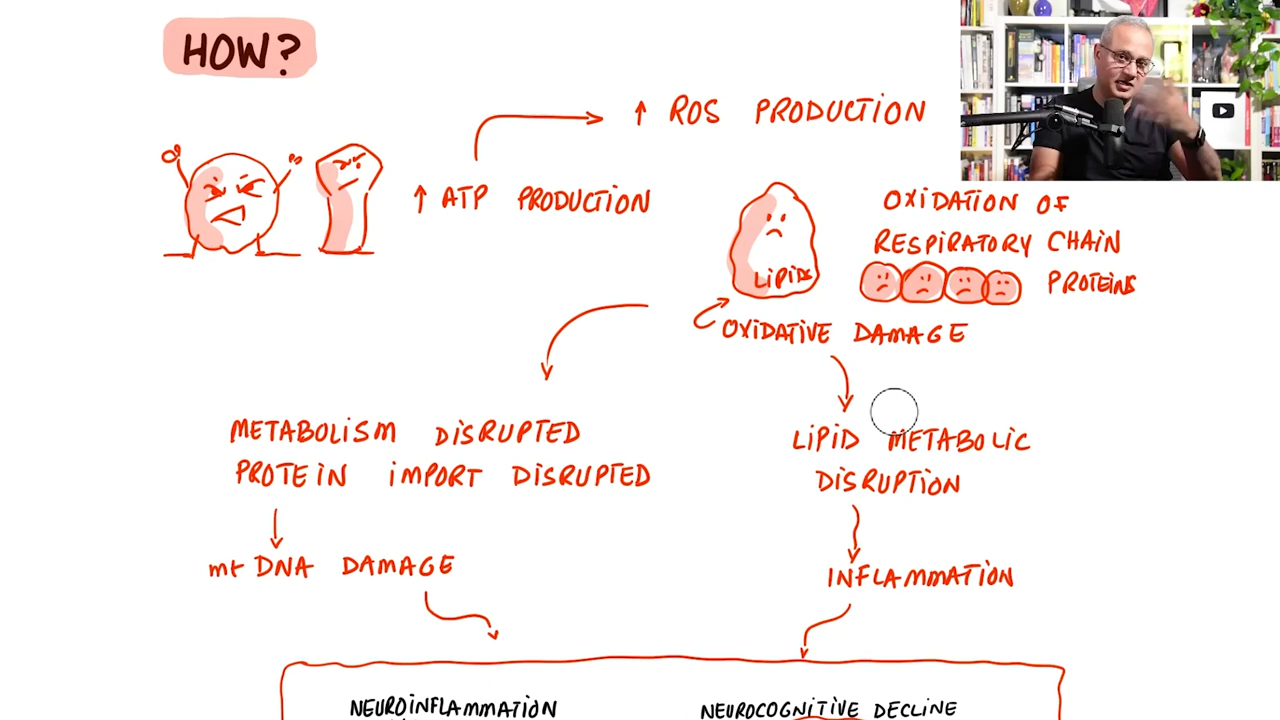 HOW?
↑ ROS PRODUCTION
↑ ATP PRODUCTION
LIPIDS
OXIDATION OF
RESPIRATORY CHAIN
PROTEINS
OXIDATIVE DAMAGE
METABOLISM DISRUPTED
PROTEIN IMPORT DISRUPTED
LIPID METABOLIC
DISRUPTION
mt DNA DAMAGE
INFLAMMATION
NEUROINFLAMMATION
NEUROCOGNITIVE DECLINE